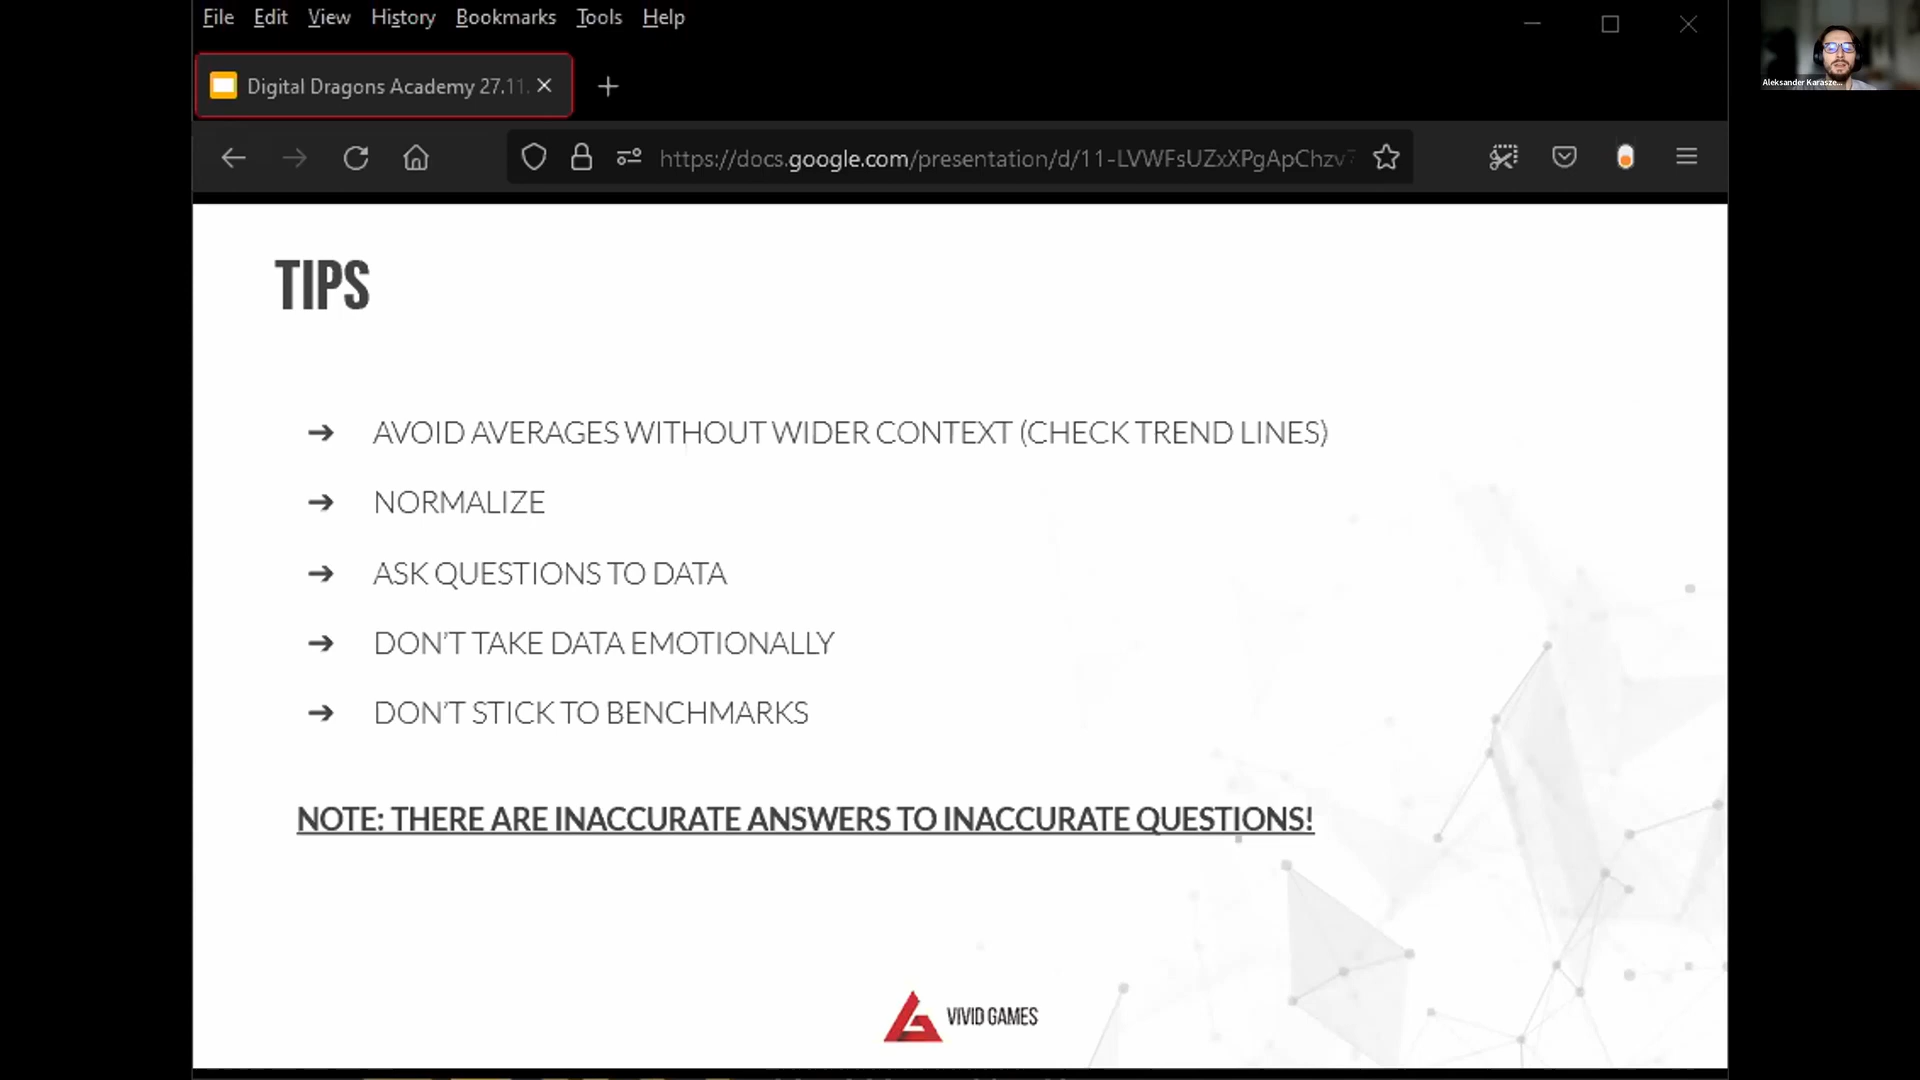 File Edit View History Bookmarks Tools Help
Digital Dragons Academy 27.11.
https://docs.google.com/presentation/d/11-LVWFsUZxXPgApChzv
Aleksander Karasze...
TIPS
➔ AVOID AVERAGES WITHOUT WIDER CONTEXT (CHECK TREND LINES)
➔ NORMALIZE
➔ ASK QUESTIONS TO DATA
➔ DON’T TAKE DATA EMOTIONALLY
➔ DON’T STICK TO BENCHMARKS
NOTE: THERE ARE INACCURATE ANSWERS TO INACCURATE QUESTIONS!
VIVID GAMES